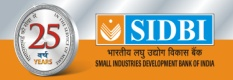 25
वर्ष
YEARS
SIDBI
भारतीय लघु उद्योग विकास बैंक
SMALL INDUSTRIES DEVELOPMENT BANK OF INDIA